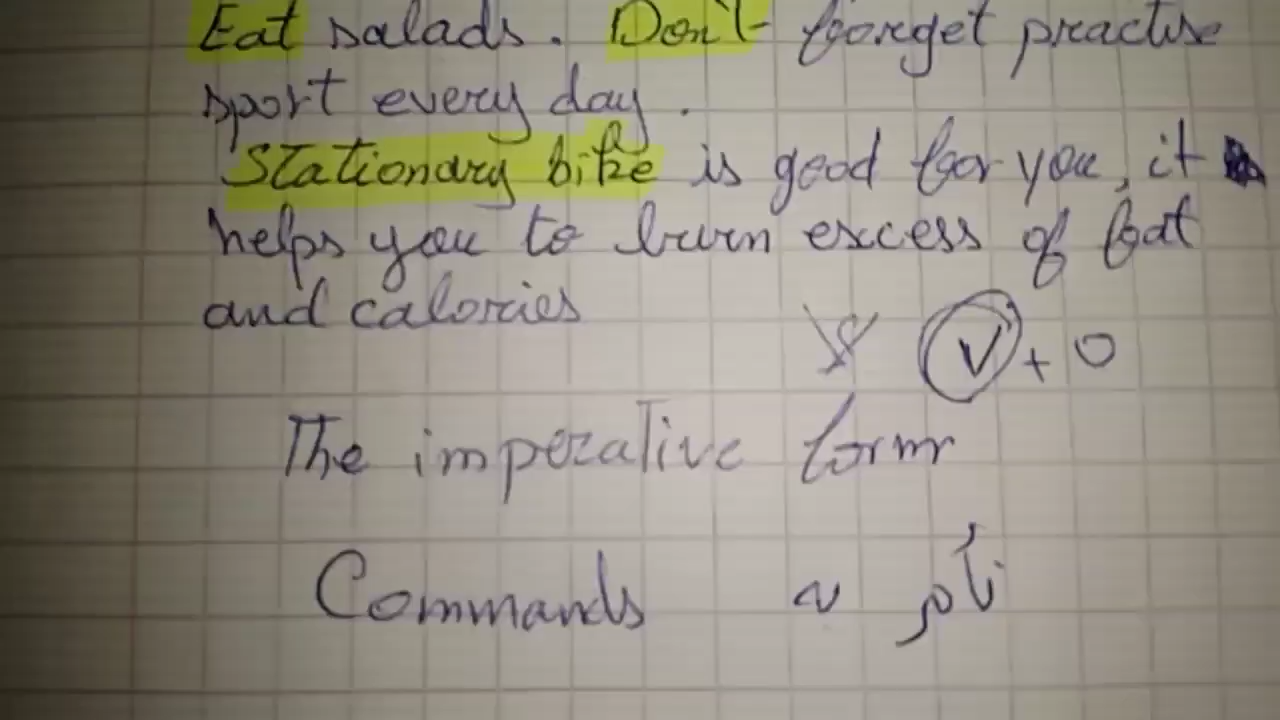 Eat salads. Don't forget practise
sport every day.
Stationary bike is good for you, it
helps you to burn excess of fat
and calories
V + O
The imperative form
Commands ~